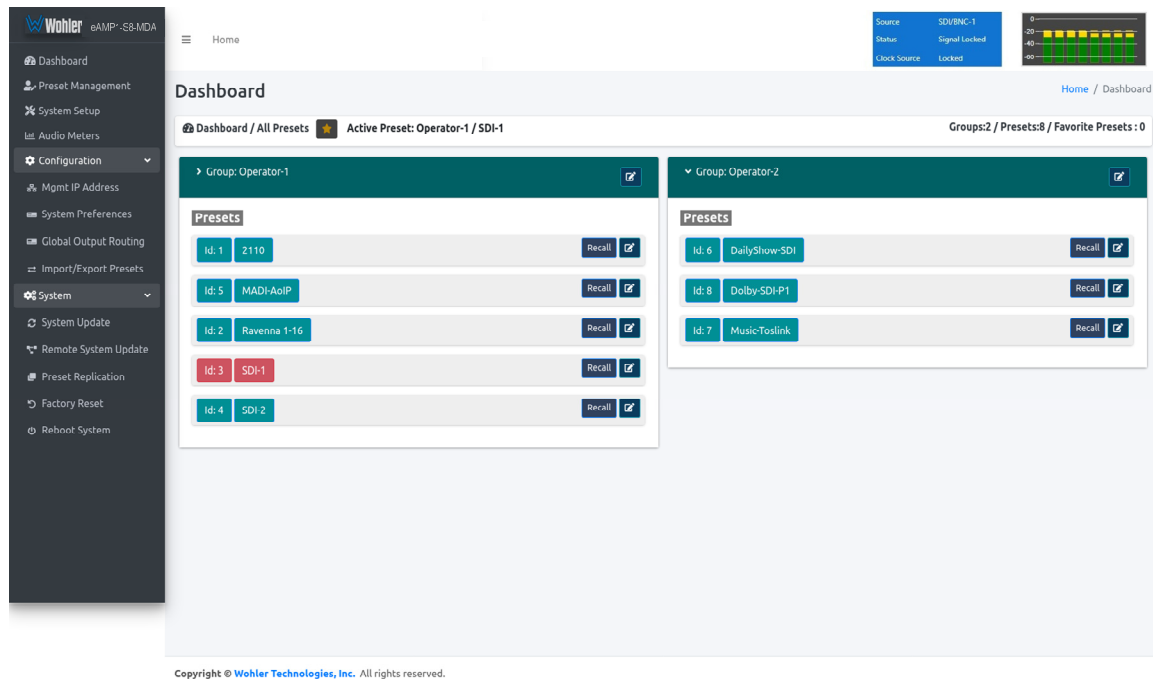 Wohler eAMP1-S8-MDA
Dashboard
Preset Management
System Setup
Audio Meters
Configuration
Mgmt IP Address
System Preferences
Global Output Routing
Import/Export Presets
System
System Update
Remote System Update
Preset Replication
Factory Reset
Reboot System
Home
Source SDI/BNC-1
Status Signal Locked
Clock Source Locked
0
-20
-40
-60
Dashboard
Home / Dashboard
Dashboard / All Presets Active Preset: Operator-1 / SDI-1
Groups:2 / Presets:8 / Favorite Presets : 0
Group: Operator-1
Presets
Id: 1 2110 Recall
Id: 5 MADI-AoIP Recall
Id: 2 Ravenna 1-16 Recall
Id: 3 SDI-1 Recall
Id: 4 SDI-2 Recall
Group: Operator-2
Presets
Id: 6 DailyShow-SDI Recall
Id: 8 Dolby-SDI-P1 Recall
Id: 7 Music-Toslink Recall
Copyright © Wohler Technologies, Inc. All rights reserved.